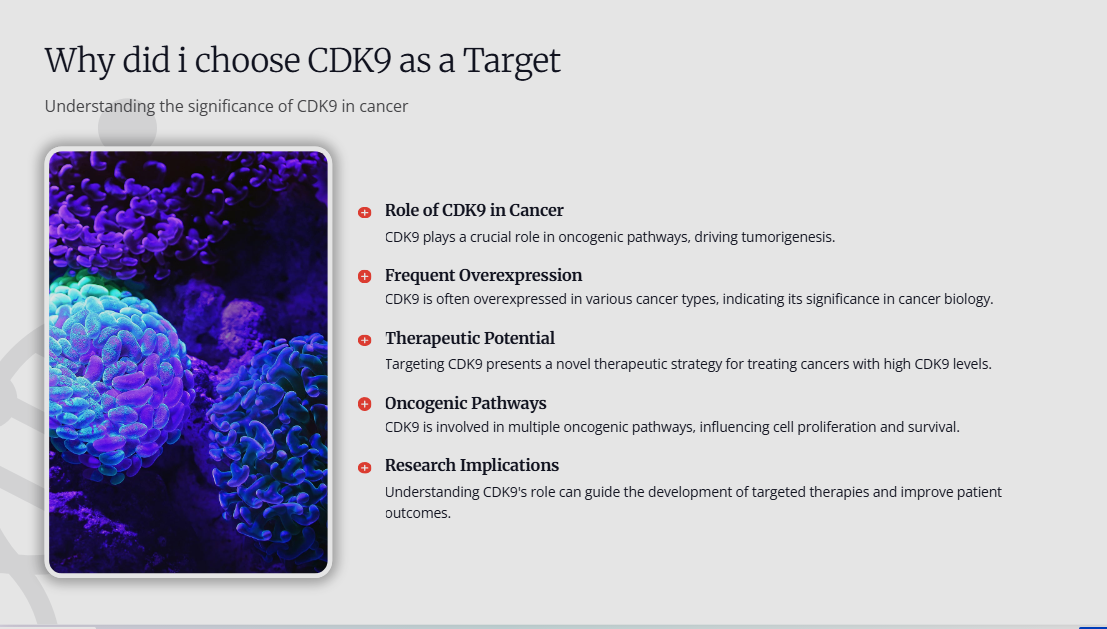 Why did i choose CDK9 as a Target
Understanding the significance of CDK9 in cancer
Role of CDK9 in Cancer
CDK9 plays a crucial role in oncogenic pathways, driving tumorigenesis.
Frequent Overexpression
CDK9 is often overexpressed in various cancer types, indicating its significance in cancer biology.
Therapeutic Potential
Targeting CDK9 presents a novel therapeutic strategy for treating cancers with high CDK9 levels.
Oncogenic Pathways
CDK9 is involved in multiple oncogenic pathways, influencing cell proliferation and survival.
Research Implications
Understanding CDK9's role can guide the development of targeted therapies and improve patient
outcomes.